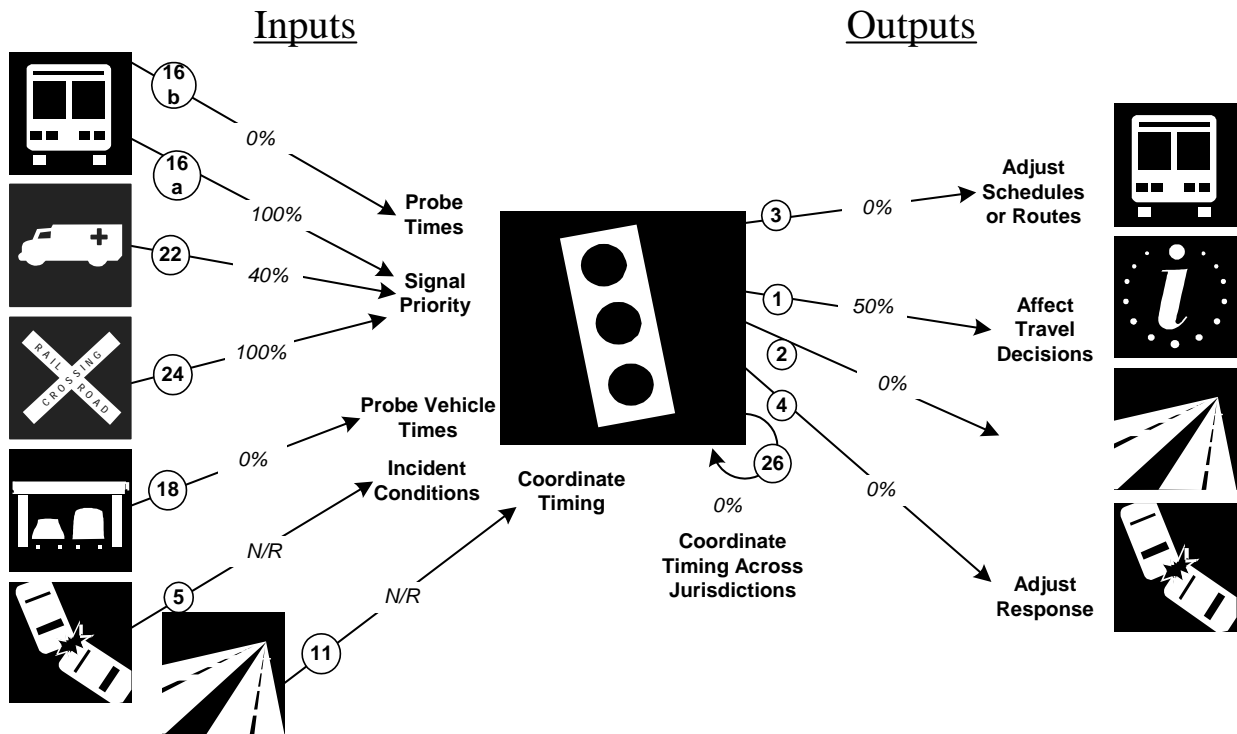 Inputs
Outputs
16
b
0%
16
a
100%
Probe
Times
22
40%
Signal
Priority
RAIL ROAD
CROSSING
24
100%
Probe Vehicle
Times
18
0%
Incident
Conditions
5
N/R
Coordinate
Timing
11
N/R
3
0%
Adjust
Schedules
or Routes
1
50%
Affect
Travel
Decisions
i
2
0%
4
0%
26
0%
Coordinate
Timing Across
Jurisdictions
Adjust
Response